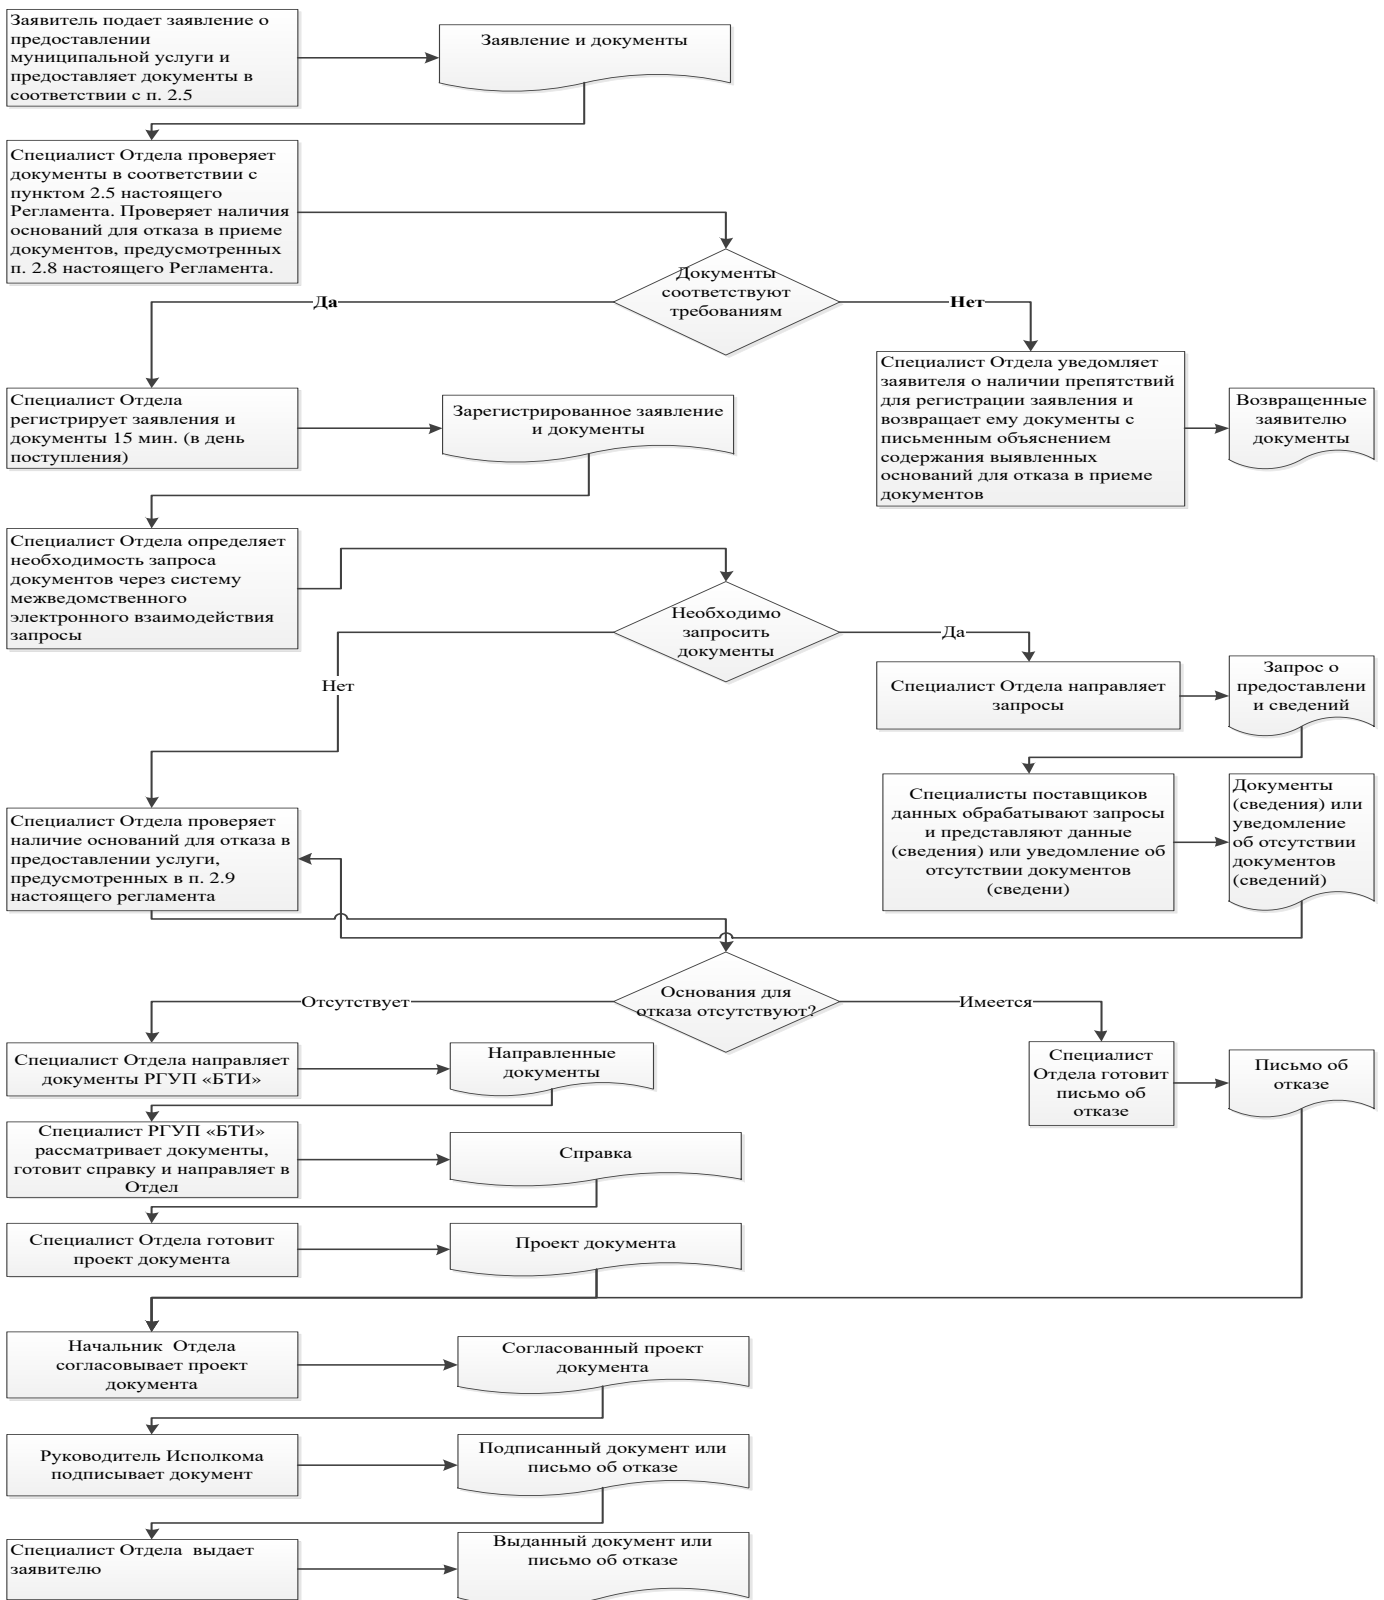 Заявитель подает заявление о
предоставлении
муниципальной услуги и
предоставляет документы в
соответствии с п. 2.5
Заявление и документы
Специалист Отдела проверяет
документы в соответствии с
пунктом 2.5 настоящего
Регламента. Проверяет наличия
оснований для отказа в приеме
документов, предусмотренных
п. 2.8 настоящего Регламента.
Документы
соответствуют
требованиям
Да
Нет
Специалист Отдела
регистрирует заявления и
документы 15 мин. (в день
поступления)
Зарегистрированное заявление
и документы
Специалист Отдела уведомляет
заявителя о наличии препятствий
для регистрации заявления и
возвращает ему документы с
письменным объяснением
содержания выявленных
оснований для отказа в приеме
документов
Возвращенные
заявителю
документы
Специалист Отдела определяет
необходимость запроса
документов через систему
межведомственного
электронного взаимодействия
запросы
Необходимо
запросить
документы
Да
Нет
Специалист Отдела направляет
запросы
Запрос о
предоставлени
и сведений
Специалисты поставщиков
данных обрабатывают запросы
и представляют данные
(сведения) или уведомление об
отсутствии документов
(сведени)
Документы
(сведения) или
уведомление
об отсутствии
документов
(сведений)
Специалист Отдела проверяет
наличие оснований для отказа в
предоставлении услуги,
предусмотренных в п. 2.9
настоящего регламента
Основания для
отказа отсутствуют?
Отсутствует
Имеется
Специалист Отдела направляет
документы РГУП «БТИ»
Направленные
документы
Специалист
Отдела готовит
письмо об
отказе
Письмо об
отказе
Специалист РГУП «БТИ»
рассматривает документы,
готовит справку и направляет в
Отдел
Справка
Специалист Отдела готовит
проект документа
Проект документа
Начальник  Отдела
согласовывает проект
документа
Согласованный проект
документа
Руководитель Исполкома
подписывает документ
Подписанный документ или
письмо об отказе
Специалист Отдела  выдает
заявителю
Выданный документ или
письмо об отказе